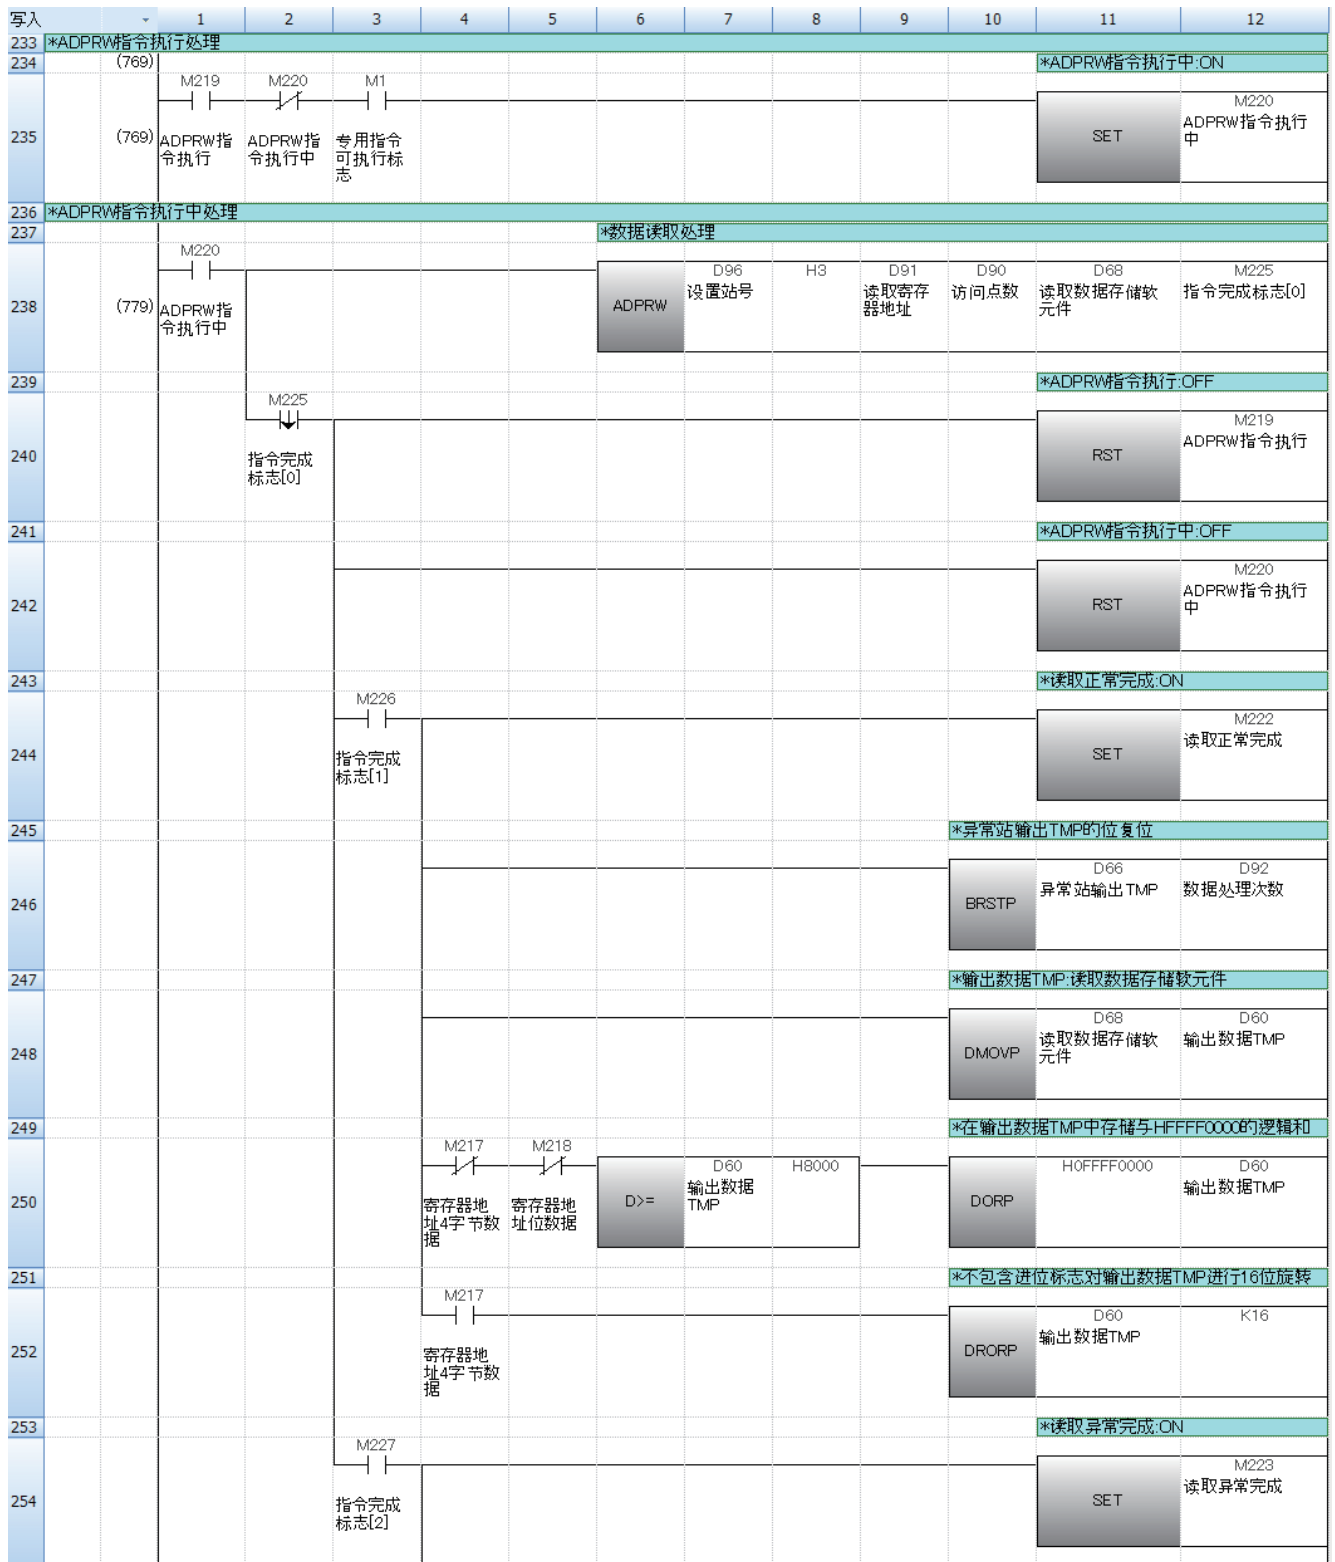 写入 1 2 3 4 5 6 7 8 9 10 11 12
233 *ADPRW指令执行处理
234 (769) *ADPRW指令执行中:ON
M219 M220 M1 M220
235 (769) ADPRW指 ADPRW指 专用指令 SET ADPRW指令执行
令执行 令执行中 可执行标 中
志
236 *ADPRW指令执行中处理
237 *数据读取处理
M220 D96 H3 D91 D90 D68 M225
238 (779) ADPRW指 ADPRW 设置站号 读取寄存 访问点数 读取数据存储软 指令完成标志[0]
令执行中 器地址 元件
239 *ADPRW指令执行:OFF
M225 M219
240 指令完成 RST ADPRW指令执行
标志[0]
241 *ADPRW指令执行中:OFF
M220
242 RST ADPRW指令执行
中
243 *读取正常完成:ON
M226 M222
244 指令完成 SET 读取正常完成
标志[1]
245 *异常站输出TMP的位复位
D66 D92
246 BRSTP 异常站输出TMP 数据处理次数
247 *输出数据TMP:读取数据存储软元件
D68 D60
248 DMOVP 读取数据存储软 输出数据TMP
元件
249 *在输出数据TMP中存储与HFFFF0000的逻辑和
M217 M218 D60 H8000 H0FFFF0000 D60
250 寄存器地 寄存器地 D>= 输出数据 DORP 输出数据TMP
址4字节数 址位数据 TMP
据
251 *不包含进位标志对输出数据TMP进行16位旋转
M217 D60 K16
252 寄存器地 DRORP 输出数据TMP
址4字节数
据
253 *读取异常完成:ON
M227 M223
254 指令完成 SET 读取异常完成
标志[2]